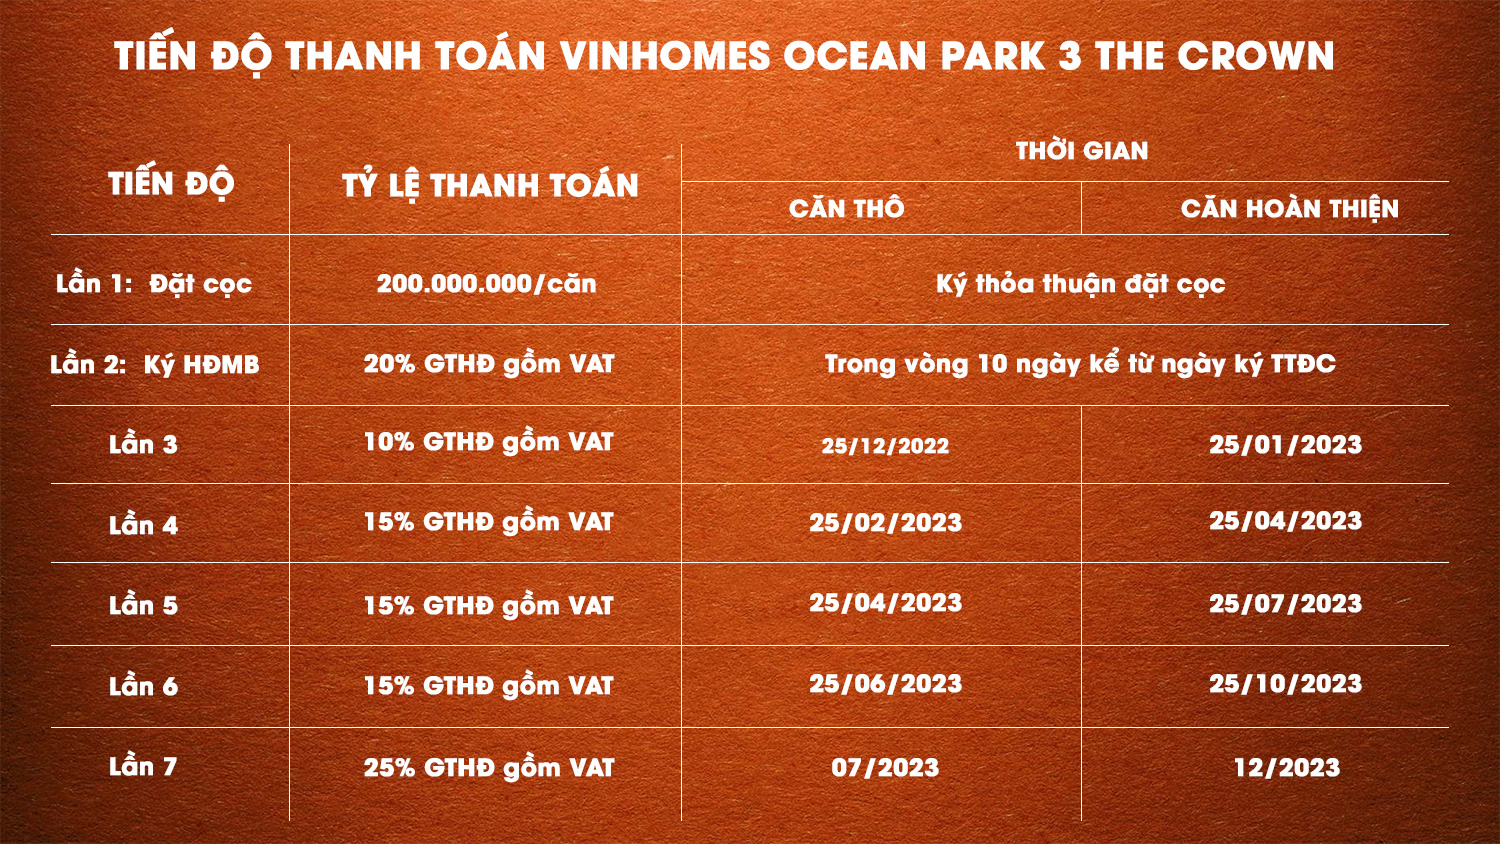 TIẾN ĐỘ THANH TOÁN VINHOMES OCEAN PARK 3 THE CROWN
TIẾN ĐỘ
TỶ LỆ THANH TOÁN
THỜI GIAN
CĂN THÔ
CĂN HOÀN THIỆN
Lần 1: Đặt cọc
200.000.000/căn
Ký thỏa thuận đặt cọc
Lần 2: Ký HĐMB
20% GTHĐ gồm VAT
Trong vòng 10 ngày kể từ ngày ký TTĐC
Lần 3
10% GTHĐ gồm VAT
25/12/2022
25/01/2023
Lần 4
15% GTHĐ gồm VAT
25/02/2023
25/04/2023
Lần 5
15% GTHĐ gồm VAT
25/04/2023
25/07/2023
Lần 6
15% GTHĐ gồm VAT
25/06/2023
25/10/2023
Lần 7
25% GTHĐ gồm VAT
07/2023
12/2023